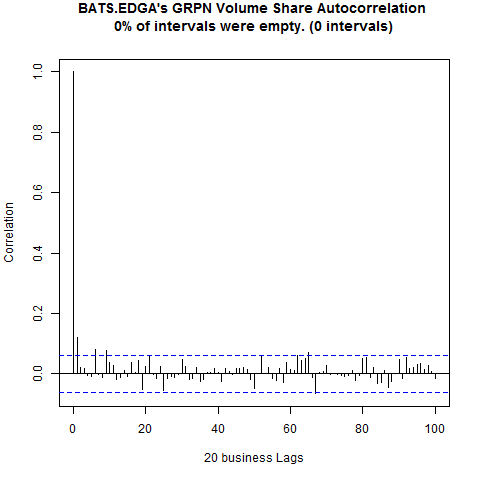 BATS.EDGA's GRPN Volume Share Autocorrelation
0% of intervals were empty. (0 intervals)
Correlation
1.0
0.8
0.6
0.4
0.2
0.0
0 20 40 60 80 100
20 business Lags